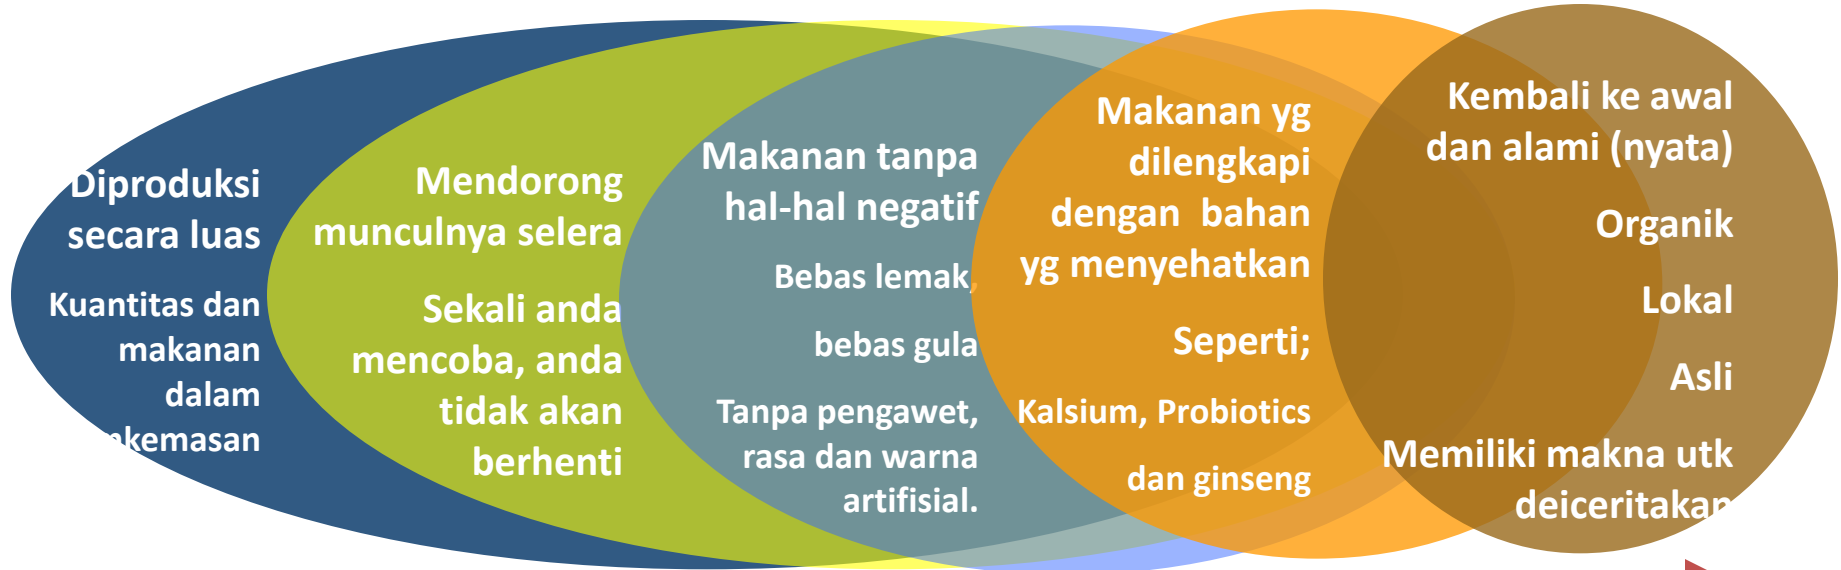 Diproduksi
secara luas
Kuantitas dan
makanan
dalam
Mendorong
munculnya selera
Sekali anda
mencoba, anda
tidak akan
berhenti
Makanan tanpa
hal-hal negatif
Bebas lemak,
bebas gula
Tanpa pengawet,
rasa dan warna
artifisial.
Makanan yg
dilengkapi
dengan bahan
yg menyehatkan
Seperti;
Kalsium, Probiotics
dan ginseng
Kembali ke awal
dan alami (nyata)
Organik
Lokal
Asli
Memiliki makna utk
deiceritakan